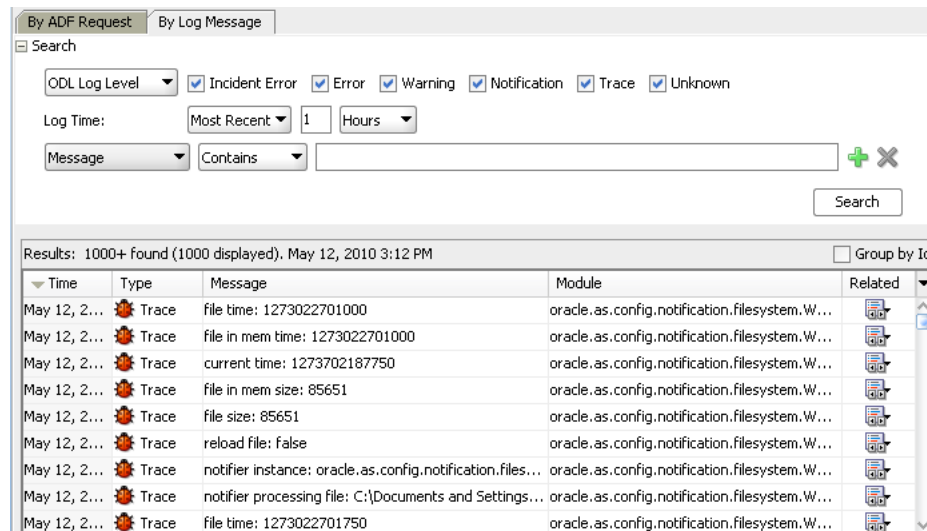 By ADF Request By Log Message
Search
ODL Log Level Incident Error Error Warning Notification Trace Unknown
Log Time: Most Recent 1 Hours
Message Contains
Search
Results: 1000+ found (1000 displayed). May 12, 2010 3:12 PM Group by
Time Type Message Module Related
May 12, 2... Trace file time: 1273022701000 oracle.as.config.notification.filesystem.W...
May 12, 2... Trace file in mem time: 1273022701000 oracle.as.config.notification.filesystem.W...
May 12, 2... Trace current time: 1273702187750 oracle.as.config.notification.filesystem.W...
May 12, 2... Trace file in mem size: 85651 oracle.as.config.notification.filesystem.W...
May 12, 2... Trace file size: 85651 oracle.as.config.notification.filesystem.W...
May 12, 2... Trace reload file: false oracle.as.config.notification.filesystem.W...
May 12, 2... Trace notifier instance: oracle.as.config.notification.files... oracle.as.config.notification.filesystem.W...
May 12, 2... Trace notifier processing file: C:\Documents and Settings... oracle.as.config.notification.filesystem.W...
May 12, 2... Trace file time: 1273022701750 oracle.as.config.notification.filesystem.W...